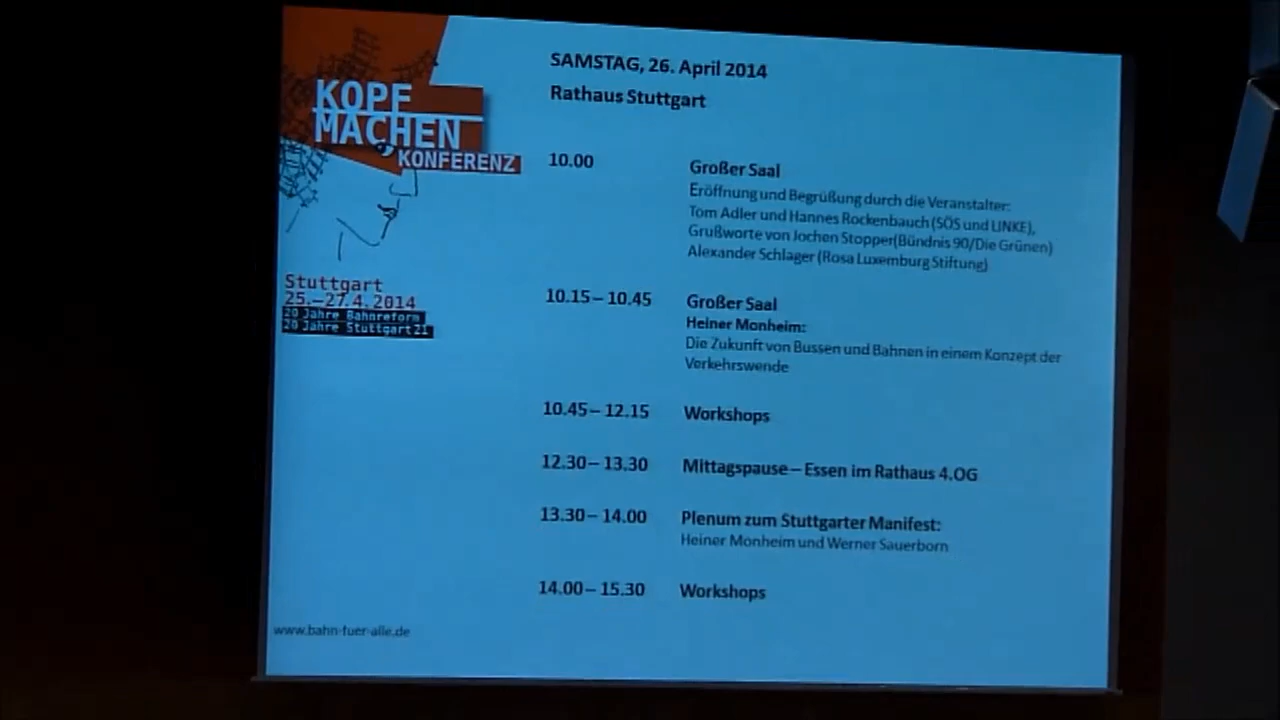 KOPF
MACHEN
KONFERENZ
Stuttgart
25.–27.4.2014
20 Jahre Bahnreform
20 Jahre Stuttgart 21
SAMSTAG, 26. April 2014
Rathaus Stuttgart
10.00 Großer Saal
Eröffnung und Begrüßung durch die Veranstalter:
Tom Adler und Hannes Rockenbauch (SÖS und LINKE),
Grußworte von Jochen Stopper(Bündnis 90/Die Grünen)
Alexander Schlager (Rosa Luxemburg Stiftung)
10.15 – 10.45 Großer Saal
Heiner Monheim:
Die Zukunft von Bussen und Bahnen in einem Konzept der
Verkehrswende
10.45 – 12.15 Workshops
12.30 – 13.30 Mittagspause – Essen im Rathaus 4.OG
13.30 – 14.00 Plenum zum Stuttgarter Manifest:
Heiner Monheim und Werner Sauerborn
14.00 – 15.30 Workshops
www.bahn-fuer-alle.de